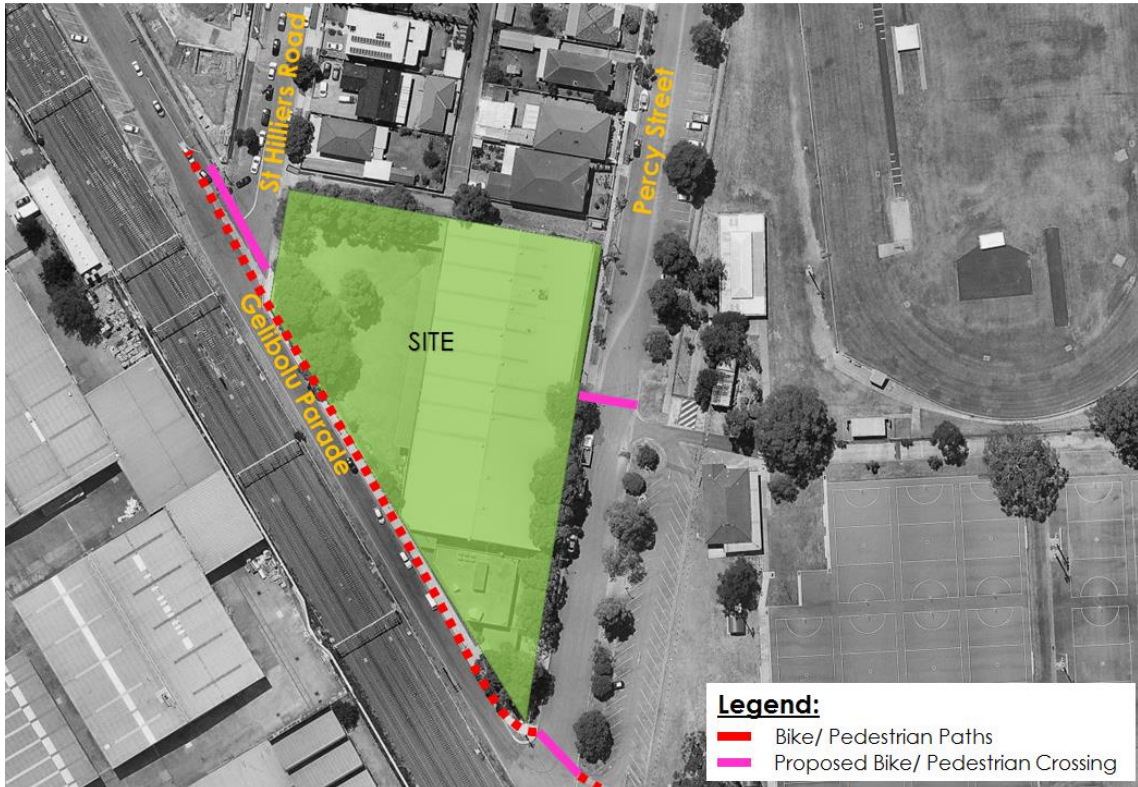 St Hilliers Road
Percy Street
Gelibolu Parade
SITE
Legend:
Bike/ Pedestrian Paths
Proposed Bike/ Pedestrian Crossing